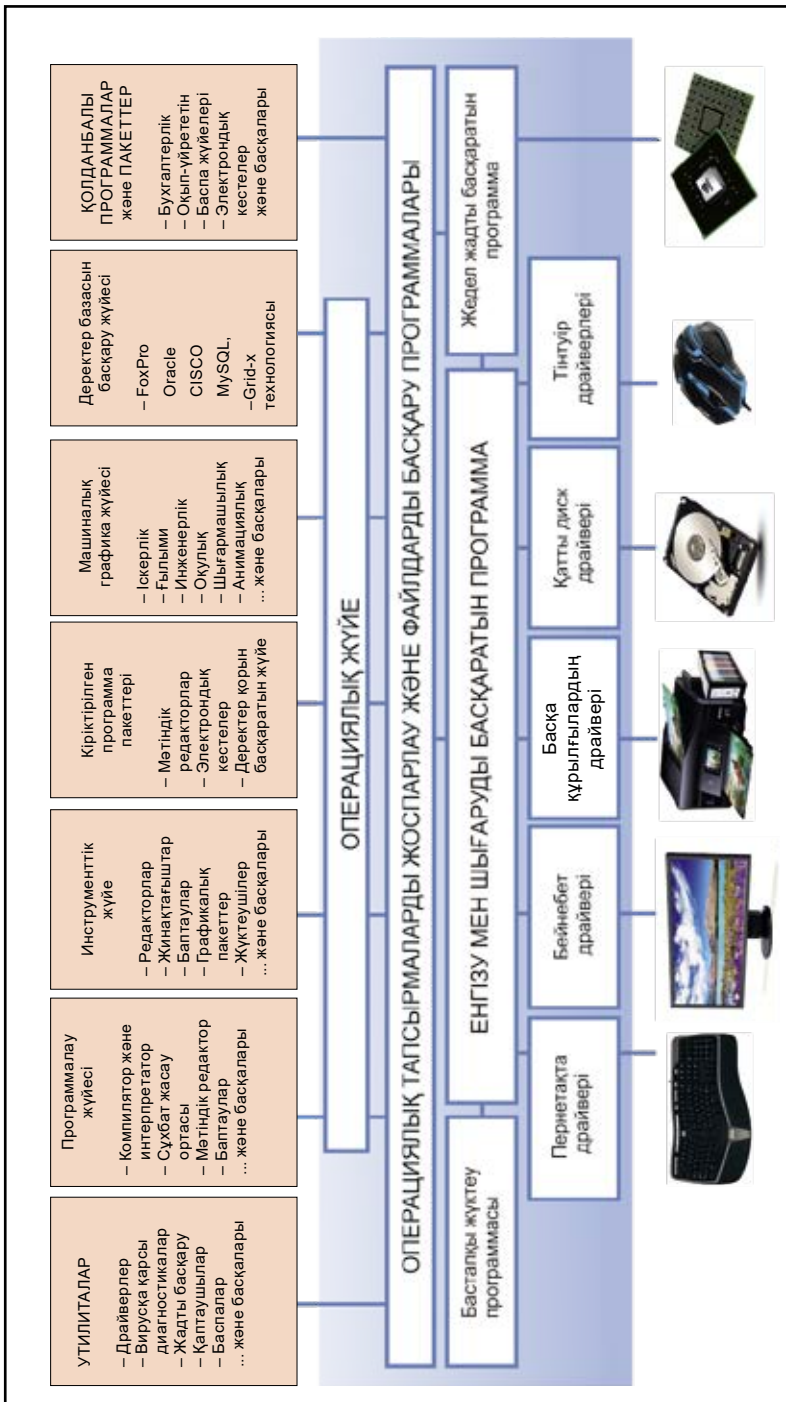 УТИЛИТАЛАР
– Драйверлер
– Вирусқа қарсы
диагностикалар
– Жадты басқару
– Қаптаушылар
– Баспалар
... және басқалары
Программалау
жүйесі
– Компилятор және
интерпретатор
– Сұхбат жасау
ортасы
– Мәтіндік редактор
– Баптаулар
... және басқалары
Инструменттік
жүйе
– Редакторлар
– Жинақтағыштар
– Баптаулар
– Графикалық
пакеттер
– Жүктеушілер
... және басқалары
Кіріктірілген
программа
пакеттері
– Мәтіндік
редакторлар
– Электрондық
кестелер
– Деректер қорын
басқаратын жүйе
Машиналық
графика жүйесі
– Іскерлік
– Ғылыми
– Инженерлік
– Оқулық
– Шығармашылық
– Анимациялық
... және басқалары
Деректер базасын
басқару жүйесі
– FoxPro
Oracle
CISCO
MySQL,
– Grid-x
технологиясы
ҚОЛДАНБАЛЫ
ПРОГРАММАЛАР
және ПАКЕТТЕР
– Бухгалтерлік
– Оқып-үйрететін
– Баспа жүйелері
– Электрондық
кестелер
және басқалары
ОПЕРАЦИЯЛЫҚ ЖҮЙЕ
ОПЕРАЦИЯЛЫҚ ТАПСЫРМАЛАРДЫ ЖОСПАРЛАУ ЖӘНЕ ФАЙЛДАРДЫ БАСҚАРУ ПРОГРАММАЛАРЫ
Бастапқы жүктеу
программасы
ЕНГІЗУ МЕН ШЫҒАРУДЫ БАСҚАРАТЫН ПРОГРАММА
Жедел жадты басқаратын
программа
Пернетақта
драйвері
Бейнебет
драйвері
Басқа
құрылғылардың
драйвері
Қатты диск
драйвері
Тінтуір
драйверлері